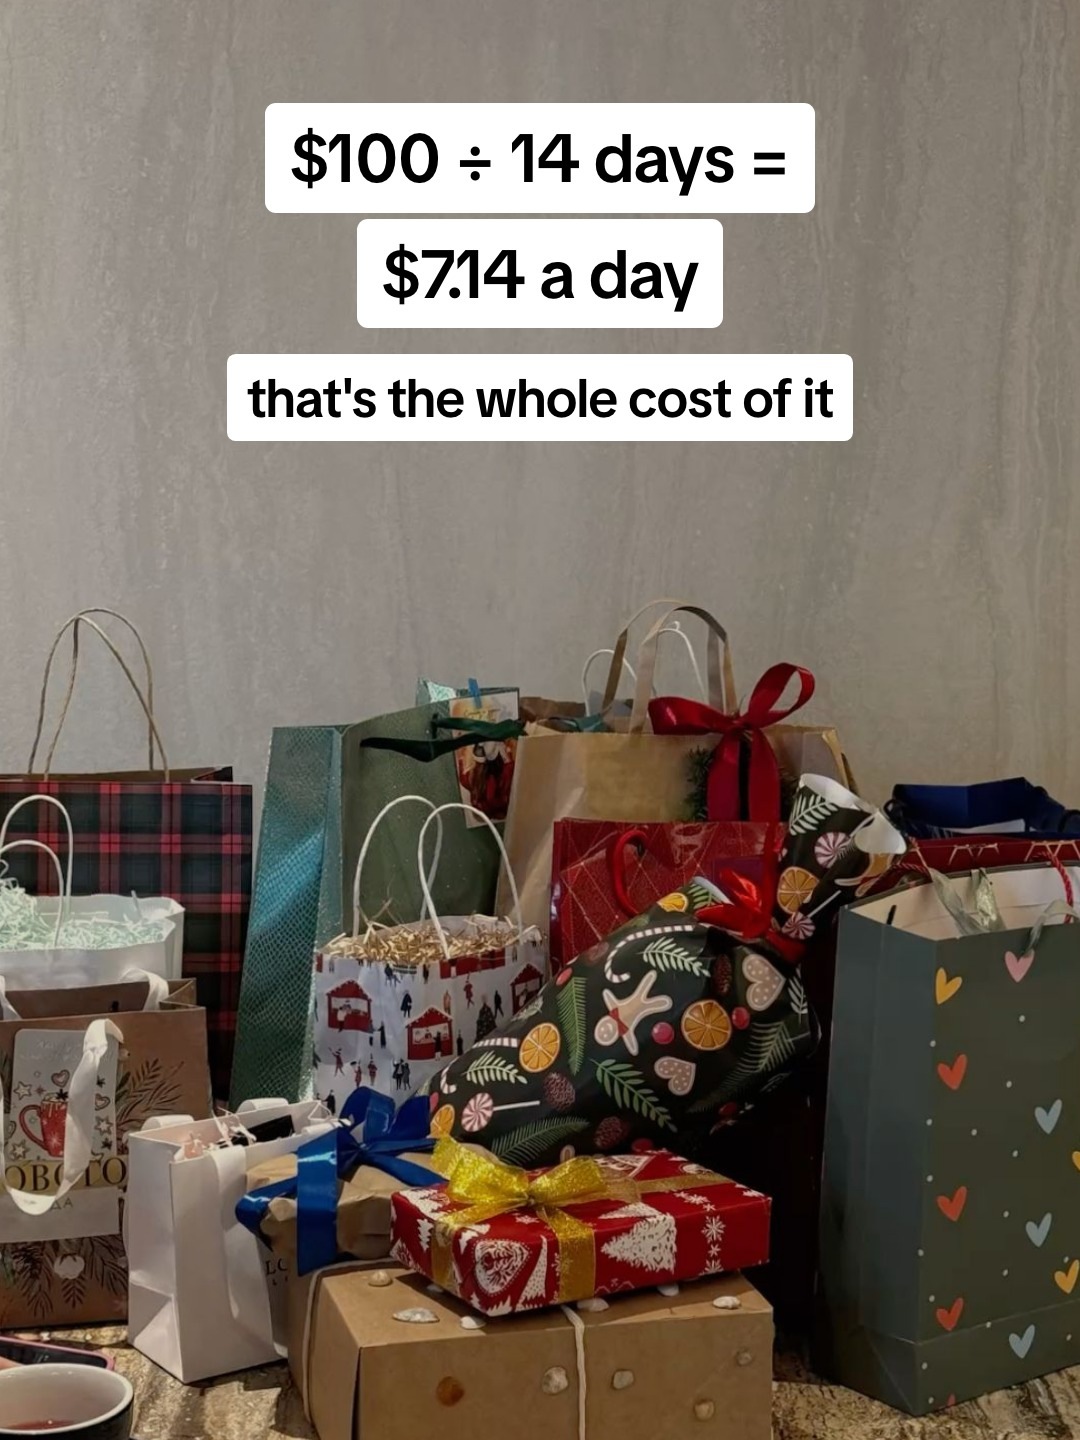 $100 ÷ 14 days =
$7.14 a day
that's the whole cost of it